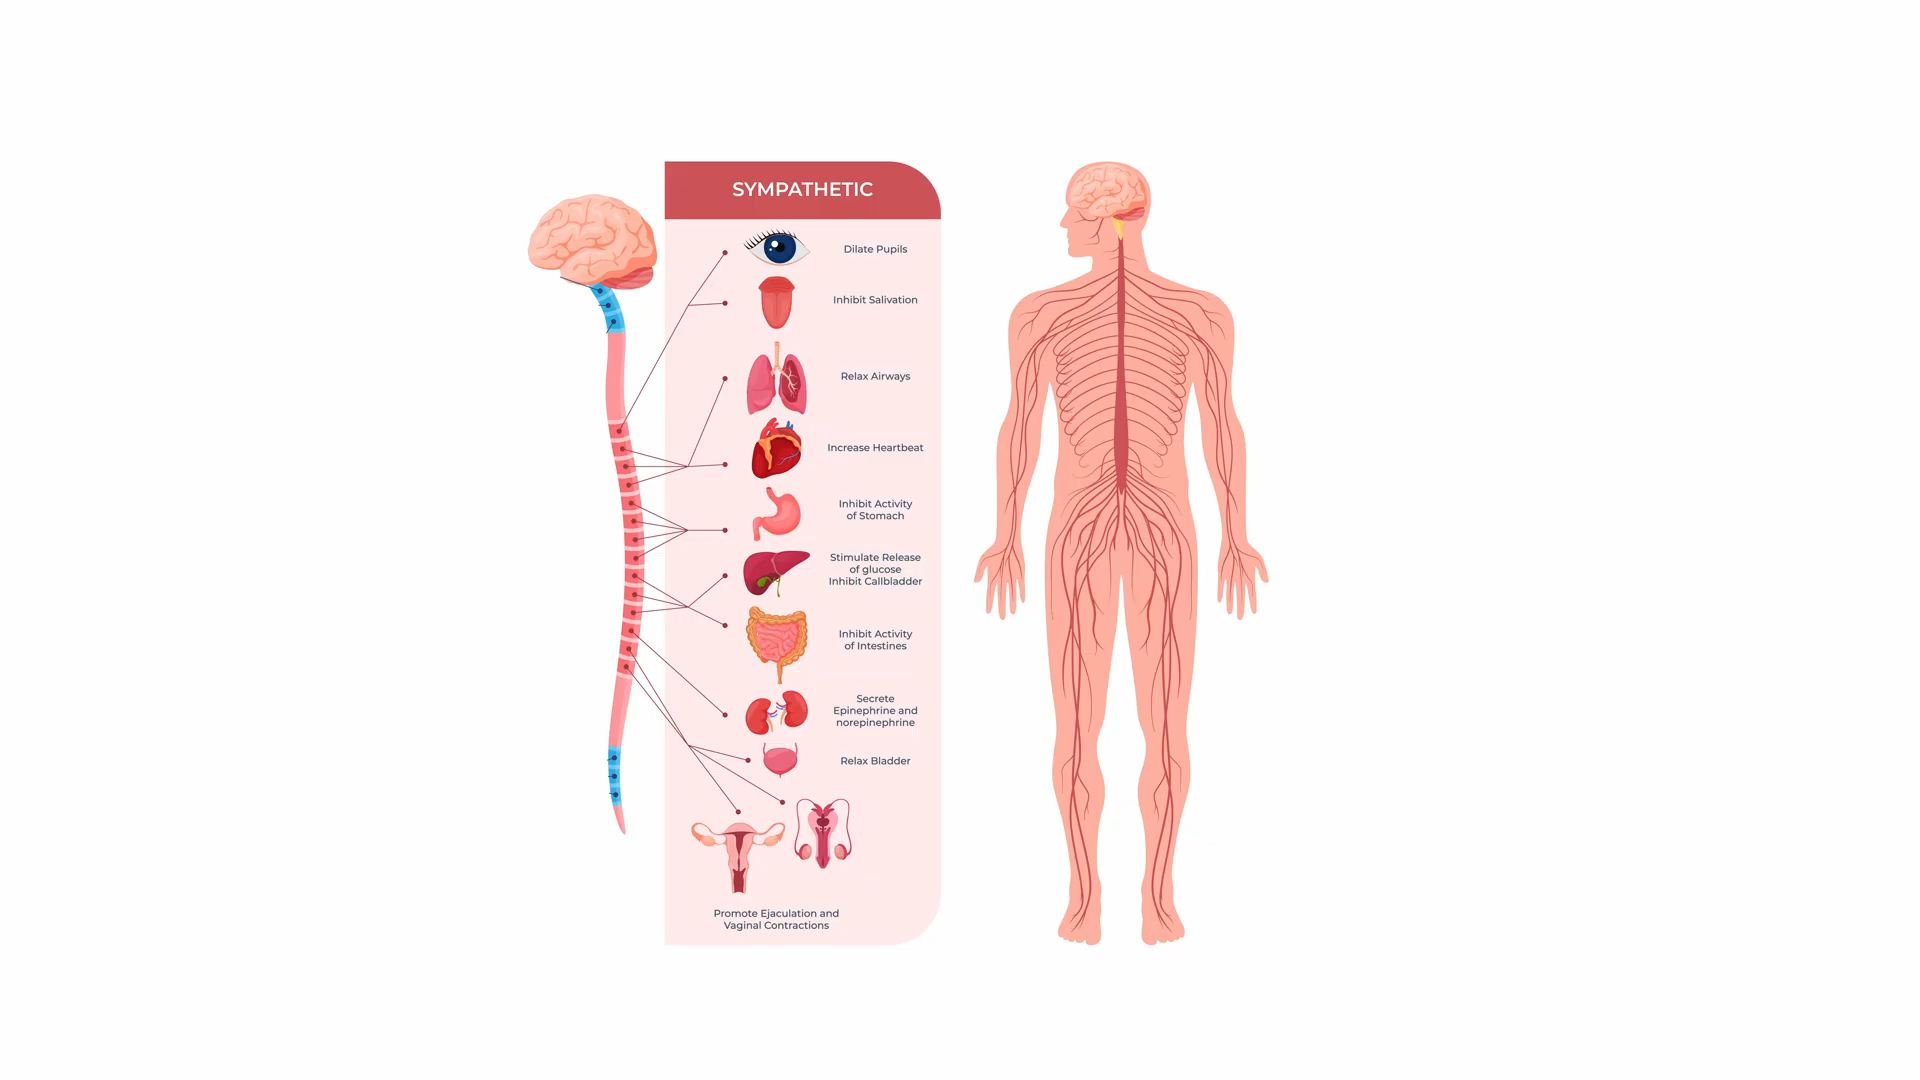 SYMPATHETIC
Dilate Pupils
Inhibit Salivation
Relax Airways
Increase Heartbeat
Inhibit Activity
of Stomach
Stimulate Release
of glucose
Inhibit Callbladder
Inhibit Activity
of Intestines
Secrete
Epinephrine and
norepinephrine
Relax Bladder
Promote Ejaculation and
Vaginal Contractions